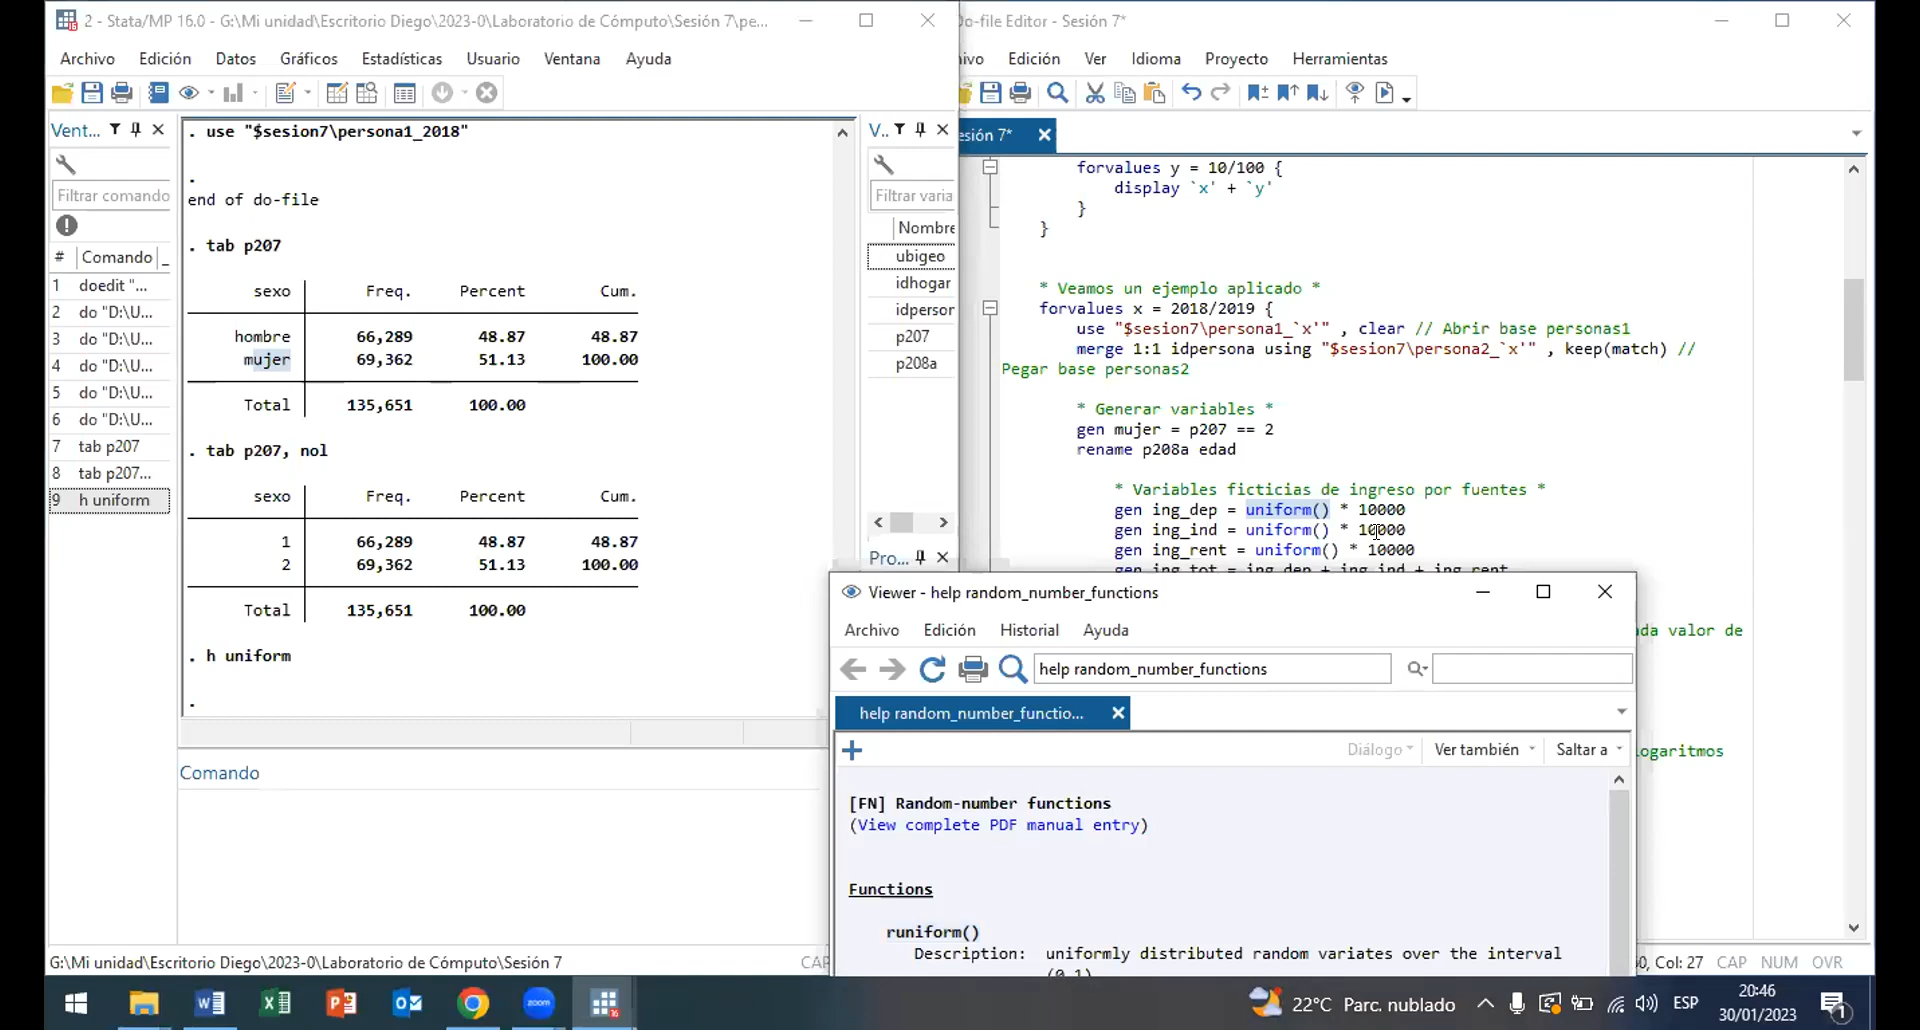 2 - Stata/MP 16.0 - G:\Mi unidad\Escritorio Diego\2023-0\Laboratorio de Cómputo\Sesión 7\pe...
Archivo Edición Datos Gráficos Estadísticas Usuario Ventana Ayuda
Vent...
Filtrar comando
# Comando
1 doedit "...
2 do "D:\U...
3 do "D:\U...
4 do "D:\U...
5 do "D:\U...
6 do "D:\U...
7 tab p207
8 tab p207...
9 h uniform
. use "$sesion7\persona1_2018"
.
end of do-file
. tab p207
sexo Freq. Percent Cum.
hombre 66,289 48.87 48.87
mujer 69,362 51.13 100.00
Total 135,651 100.00
. tab p207, nol
sexo Freq. Percent Cum.
1 66,289 48.87 48.87
2 69,362 51.13 100.00
Total 135,651 100.00
. h uniform
.
Comando
V..
Filtrar varia
Nombre
ubigeo
idhogar
idperson
p207
p208a
Pro...
G:\Mi unidad\Escritorio Diego\2023-0\Laboratorio de Cómputo\Sesión 7
CAP
Do-file Editor - Sesión 7*
ivo Edición Ver Idioma Proyecto Herramientas
esión 7*
forvalues y = 10/100 {
display `x' + `y'
}
}
* Veamos un ejemplo aplicado *
forvalues x = 2018/2019 {
use "$sesion7\persona1_`x'" , clear // Abrir base personas1
merge 1:1 idpersona using "$sesion7\persona2_`x'" , keep(match) //
Pegar base personas2
* Generar variables *
gen mujer = p207 == 2
rename p208a edad
* Variables ficticias de ingreso por fuentes *
gen ing_dep = uniform() * 10000
gen ing_ind = uniform() * 10000
gen ing_rent = uniform() * 10000
gen ing_tot = ing_dep + ing_ind + ing_rent
ada valor de
logaritmos
0, Col: 27 CAP NUM OVR
Viewer - help random_number_functions
Archivo Edición Historial Ayuda
help random_number_functions
help random_number_functio...
Diálogo Ver también Saltar a
[FN] Random-number functions
(View complete PDF manual entry)
Functions
runiform()
Description: uniformly distributed random variates over the interval
(0,1)
22°C Parc. nublado ESP 20:46
30/01/2023
1